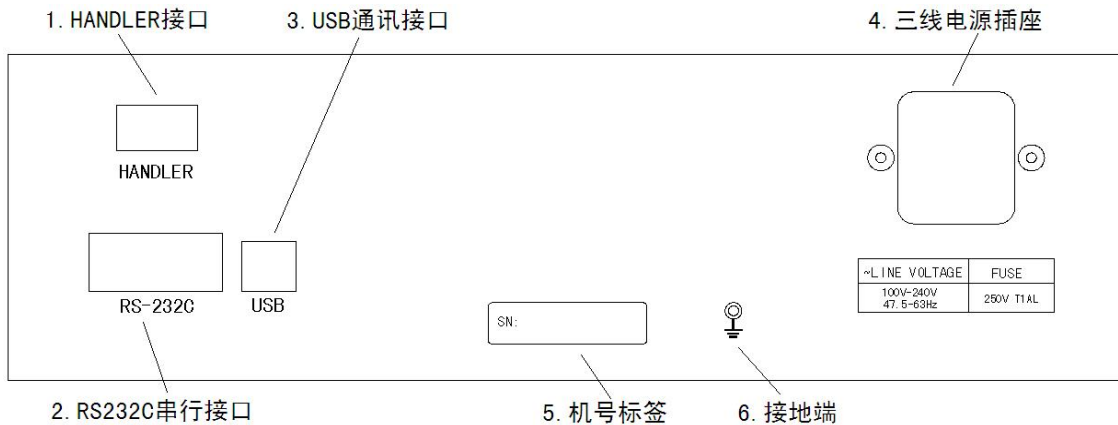 1. HANDLER接口
3. USB通讯接口
4. 三线电源插座
HANDLER
RS-232C
USB
~LINE VOLTAGE
FUSE
100V-240V
47.5-63Hz
250V T1AL
SN:
2. RS232C串行接口
5. 机号标签
6. 接地端